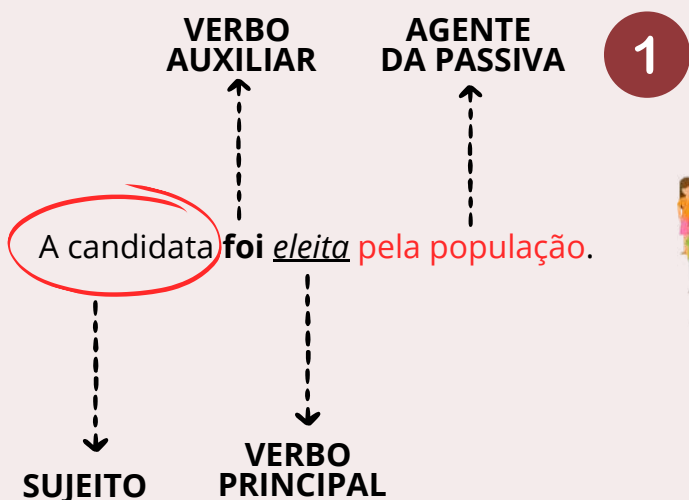 VERBO
AUXILIAR
AGENTE
DA PASSIVA
1
A candidata foi eleita pela população.
SUJEITO
VERBO
PRINCIPAL